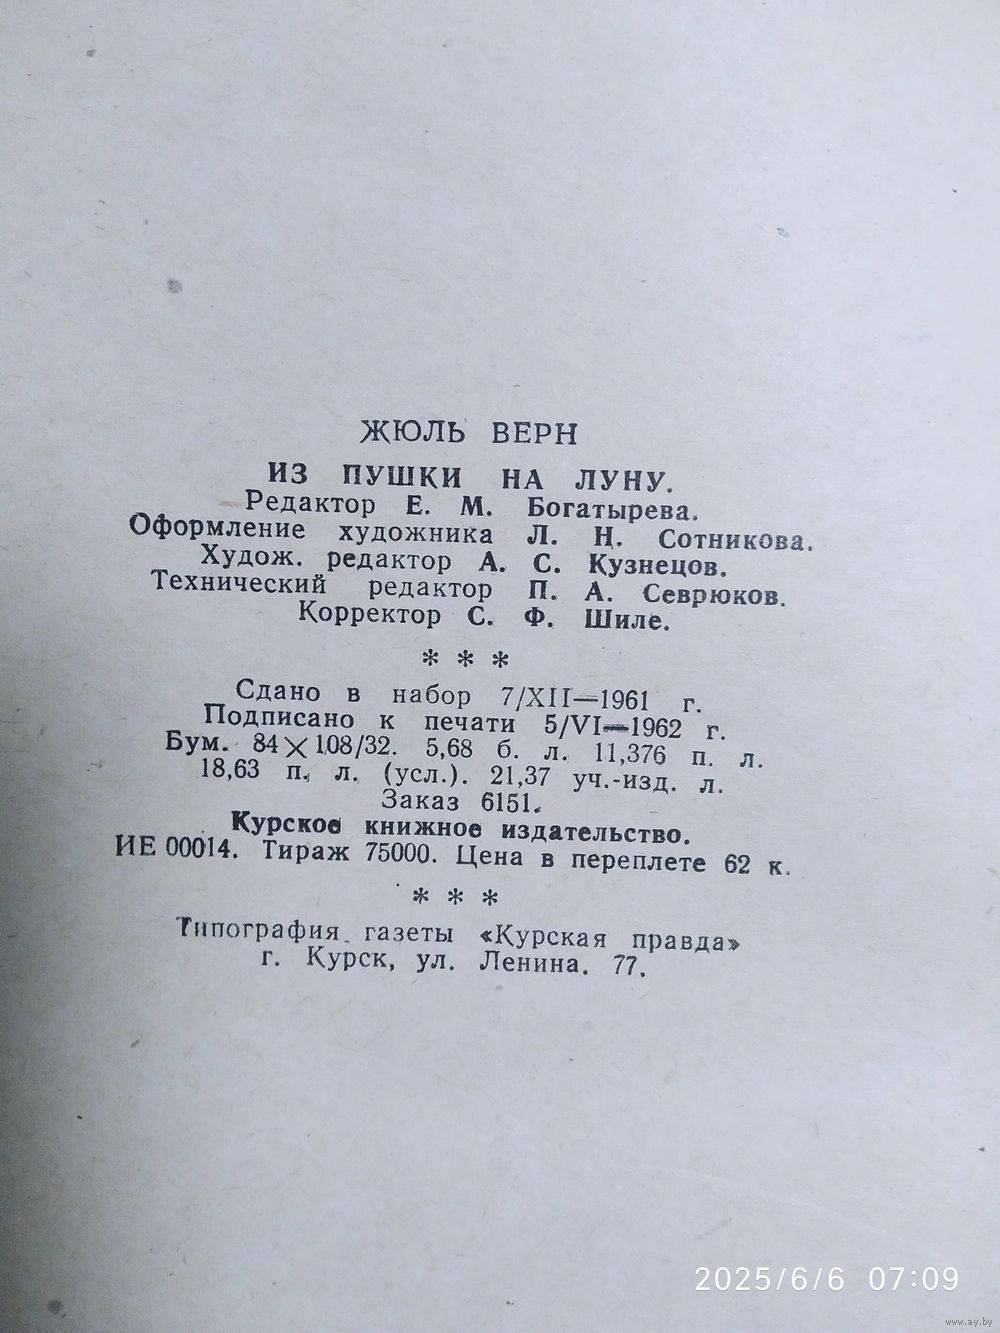 ЖЮЛЬ ВЕРН
ИЗ ПУШКИ НА ЛУНУ.
Редактор Е. М. Богатырева.
Оформление художника Л. Н. Сотникова.
Худож. редактор А. С. Кузнецов.
Технический редактор П. А. Севрюков.
Корректор С. Ф. Шиле.
* * *
Сдано в набор 7/XII—1961 г.
Подписано к печати 5/VI—1962 г.
Бум. 84×108/32. 5,68 б. л. 11,376 п. л.
18,63 п. л. (усл.). 21,37 уч.-изд. л.
Заказ 6151.
Курское книжное издательство.
ИЕ 00014. Тираж 75000. Цена в переплете 62 к.
* * *
Типография газеты «Курская правда»
г. Курск, ул. Ленина. 77.
2025/6/6 07:09
www.ay.by